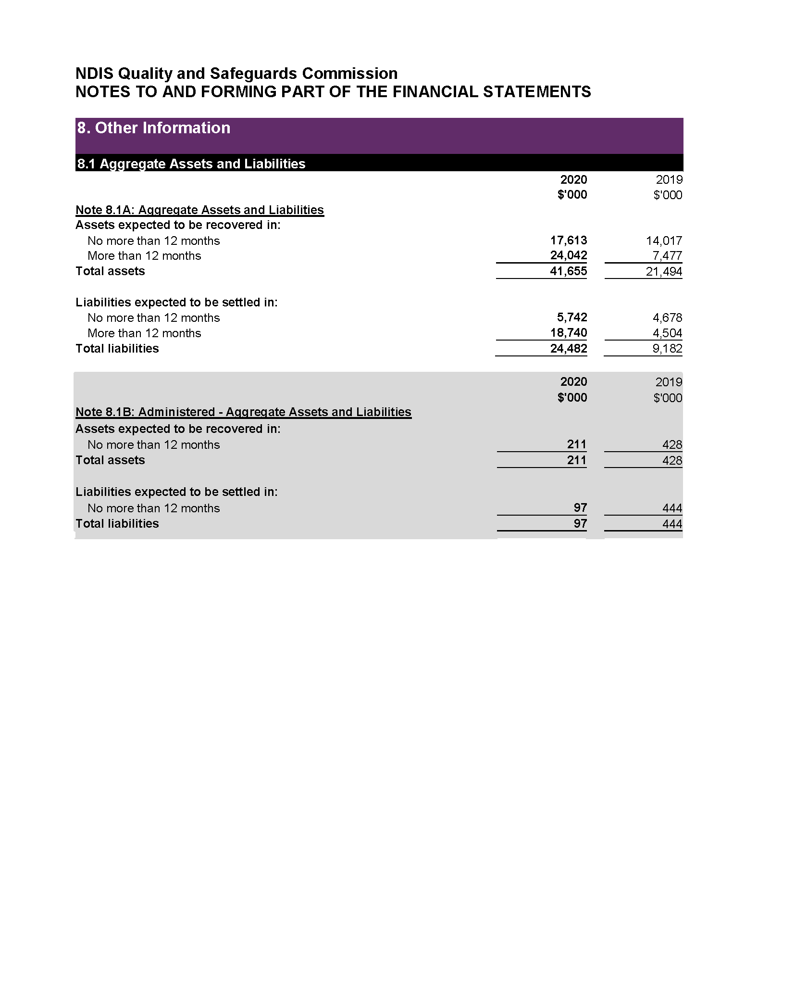 NDIS Quality and Safeguards Commission
NOTES TO AND FORMING PART OF THE FINANCIAL STATEMENTS
8. Other Information
8.1 Aggregate Assets and Liabilities
2020 2019
$'000 $'000
Note 8.1A: Aggregate Assets and Liabilities
Assets expected to be recovered in:
No more than 12 months 17,613 14,017
More than 12 months 24,042 7,477
Total assets 41,655 21,494
Liabilities expected to be settled in:
No more than 12 months 5,742 4,678
More than 12 months 18,740 4,504
Total liabilities 24,482 9,182
2020 2019
$'000 $'000
Note 8.1B: Administered - Aggregate Assets and Liabilities
Assets expected to be recovered in:
No more than 12 months 211 428
Total assets 211 428
Liabilities expected to be settled in:
No more than 12 months 97 444
Total liabilities 97 444